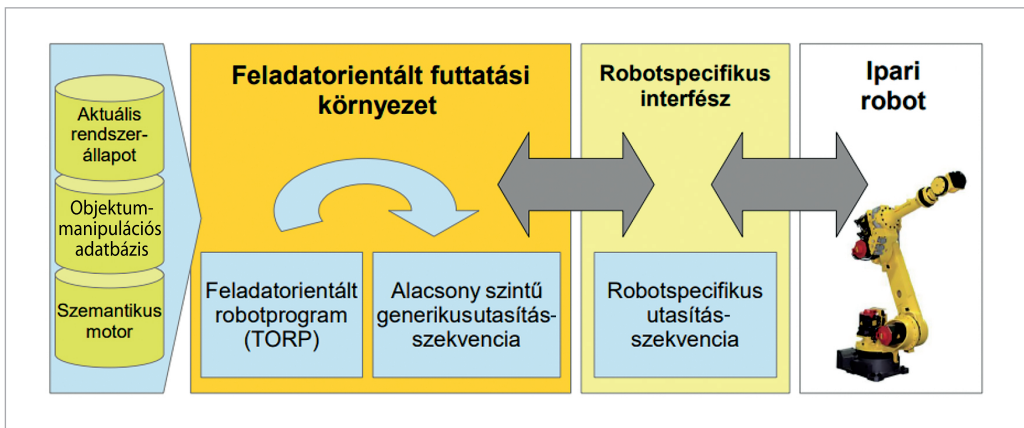 Aktuális
rendszer-
állapot
Objektum-
manipulációs
adatbázis
Szemantikus
motor
Feladatorientált futtatási
környezet
Feladatorientált
robotprogram
(TORP)
Alacsony szintű
generikusutasítás-
szekvencia
Robotspecifikus
interfész
Robotspecifikus
utasítás-
szekvencia
Ipari
robot